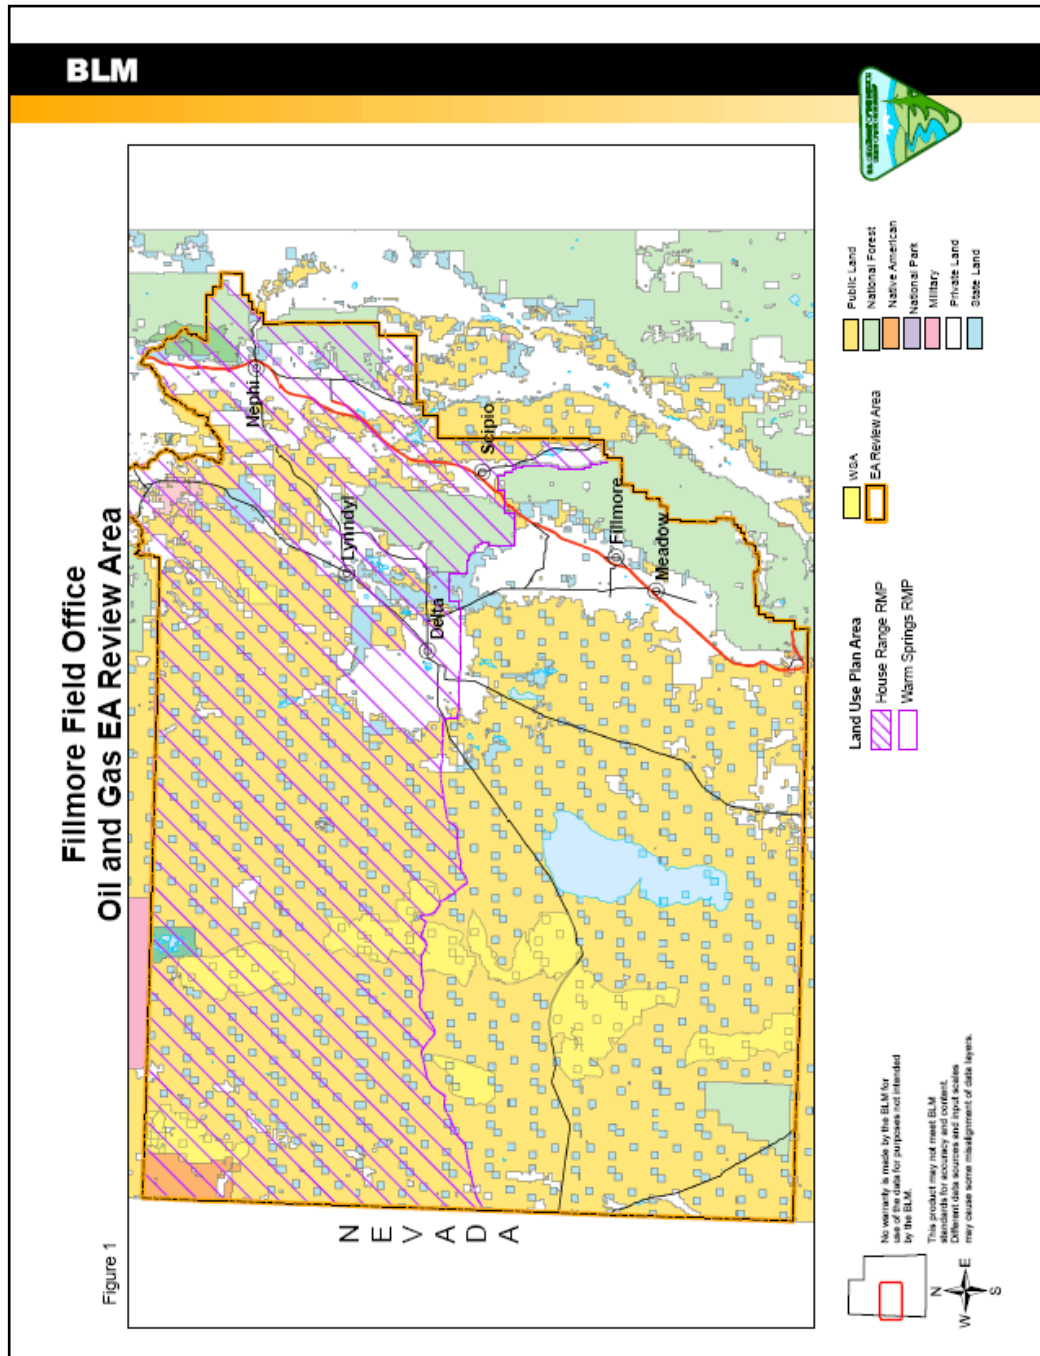 BLM
Fillmore Field Office
Oil and Gas EA Review Area
Figure 1
NEVADA
Nephi
Lynndyl
Scipio
Delta
Fillmore
Meadow
Land Use Plan Area
House Range RMP
Warm Springs RMP
WSA
EA Review Area
Public Land
National Forest
Native American
National Park
Military
Private Land
State Land
No warranty is made by the BLM for
use of the data for purposes not intended
by the BLM.
This product may not meet BLM
standards for accuracy and content.
Different data sources and input scales
may cause some misalignment of data layers.
N
W
E
S